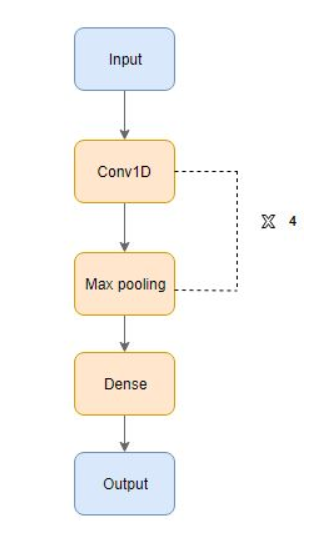 Input
Conv1D
X 4
Max pooling
Dense
Output